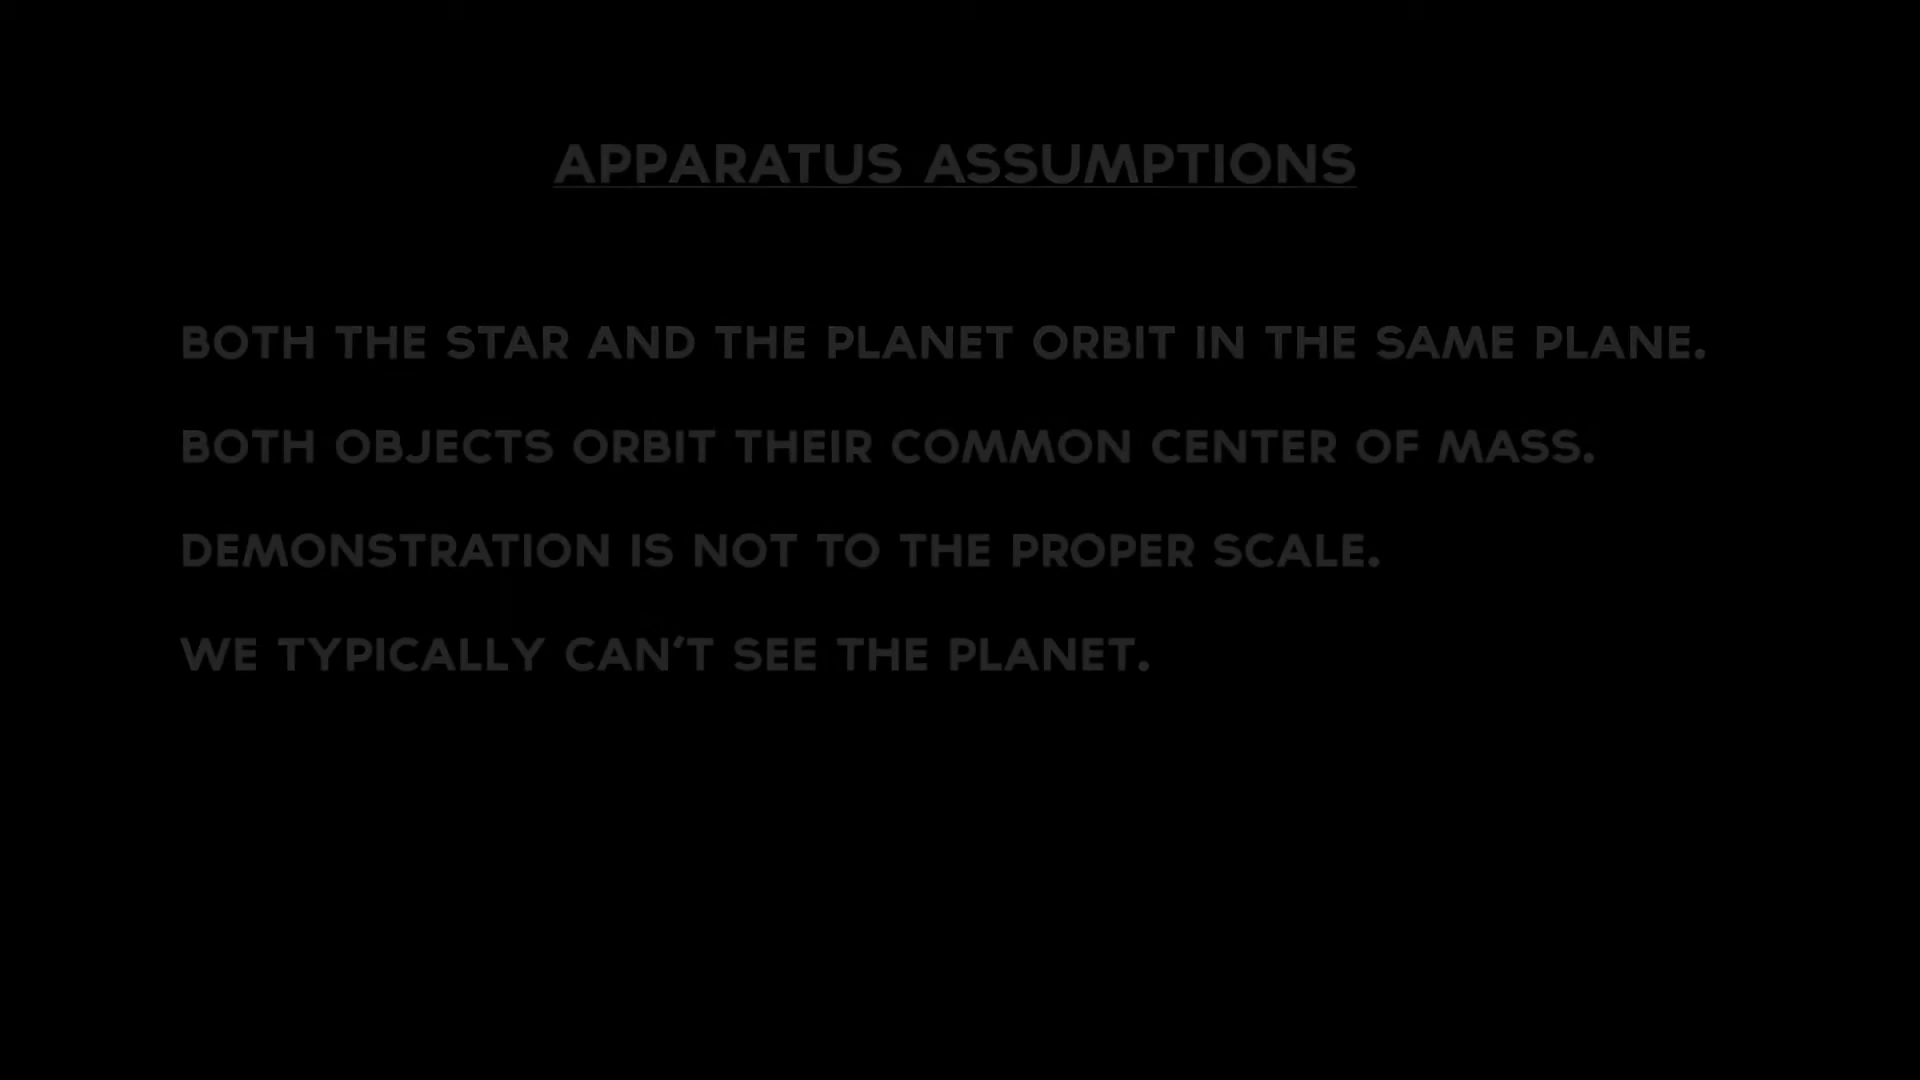 APPARATUS ASSUMPTIONS
BOTH THE STAR AND THE PLANET ORBIT IN THE SAME PLANE.
BOTH OBJECTS ORBIT THEIR COMMON CENTER OF MASS.
DEMONSTRATION IS NOT TO THE PROPER SCALE.
WE TYPICALLY CAN'T SEE THE PLANET.